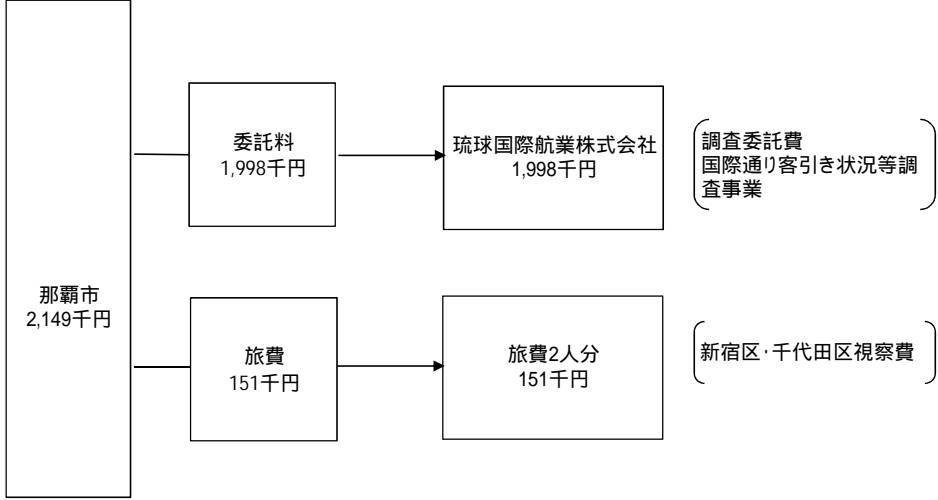 那覇市
2,149千円
委託料
1,998千円
琉球国際航業株式会社
1,998千円
調査委託費
国際通り客引き状況等調
査事業
旅費
151千円
旅費2人分
151千円
新宿区・千代田区視察費